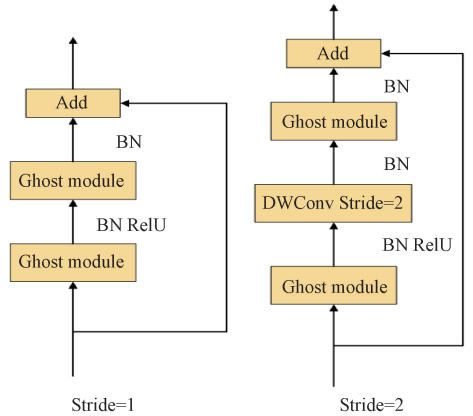 Add
BN
Ghost module
BN RelU
Ghost module
Stride=1
Add
BN
Ghost module
BN
DWConv Stride=2
BN RelU
Ghost module
Stride=2